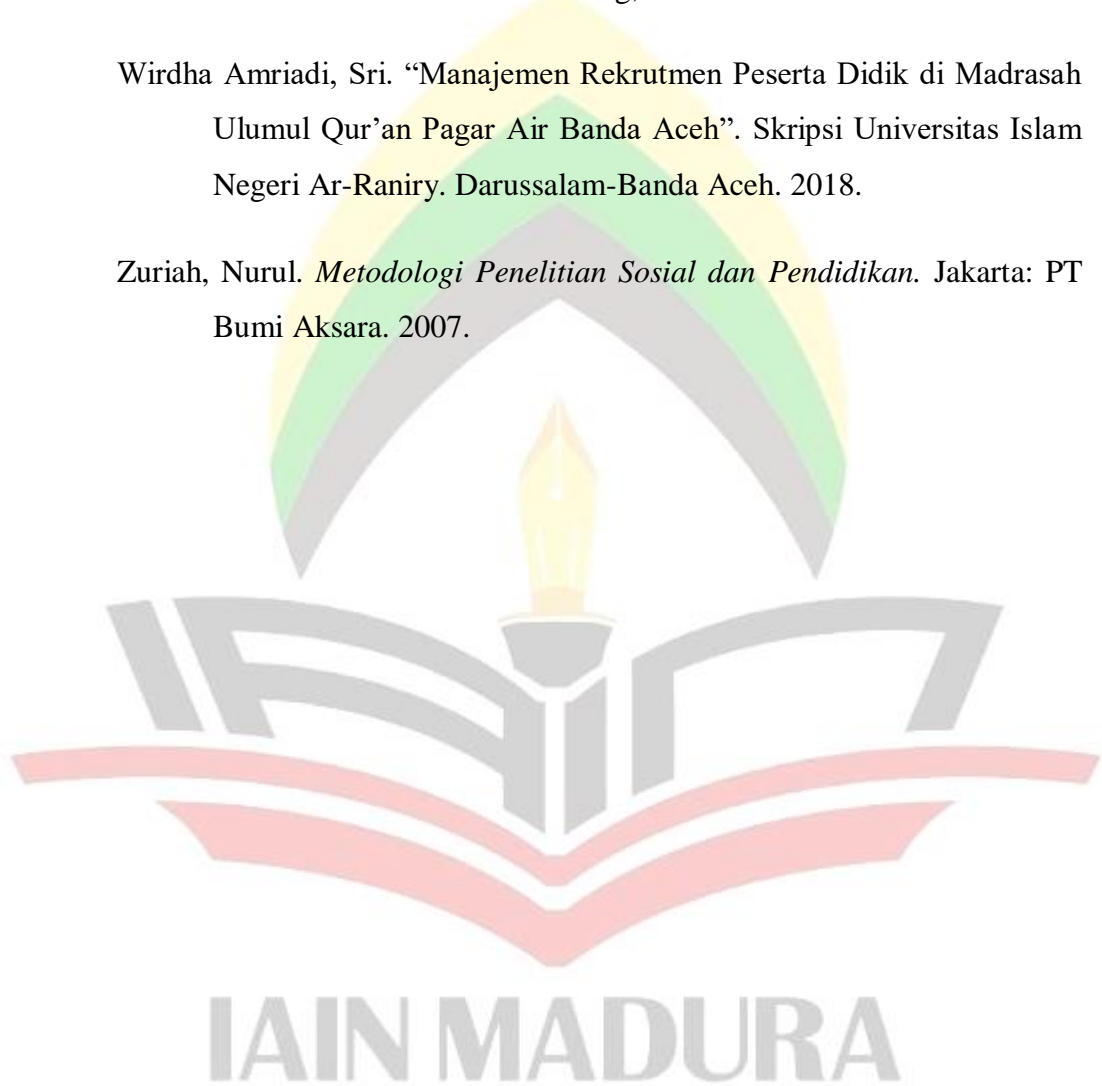 Wirdha Amriadi, Sri. “Manajemen Rekrutmen Peserta Didik di Madrasah
Ulumul Qur’an Pagar Air Banda Aceh”. Skripsi Universitas Islam
Negeri Ar-Raniry. Darussalam-Banda Aceh. 2018.
Zuriah, Nurul. Metodologi Penelitian Sosial dan Pendidikan. Jakarta: PT
Bumi Aksara. 2007.
IAIN
IAIN MADURA